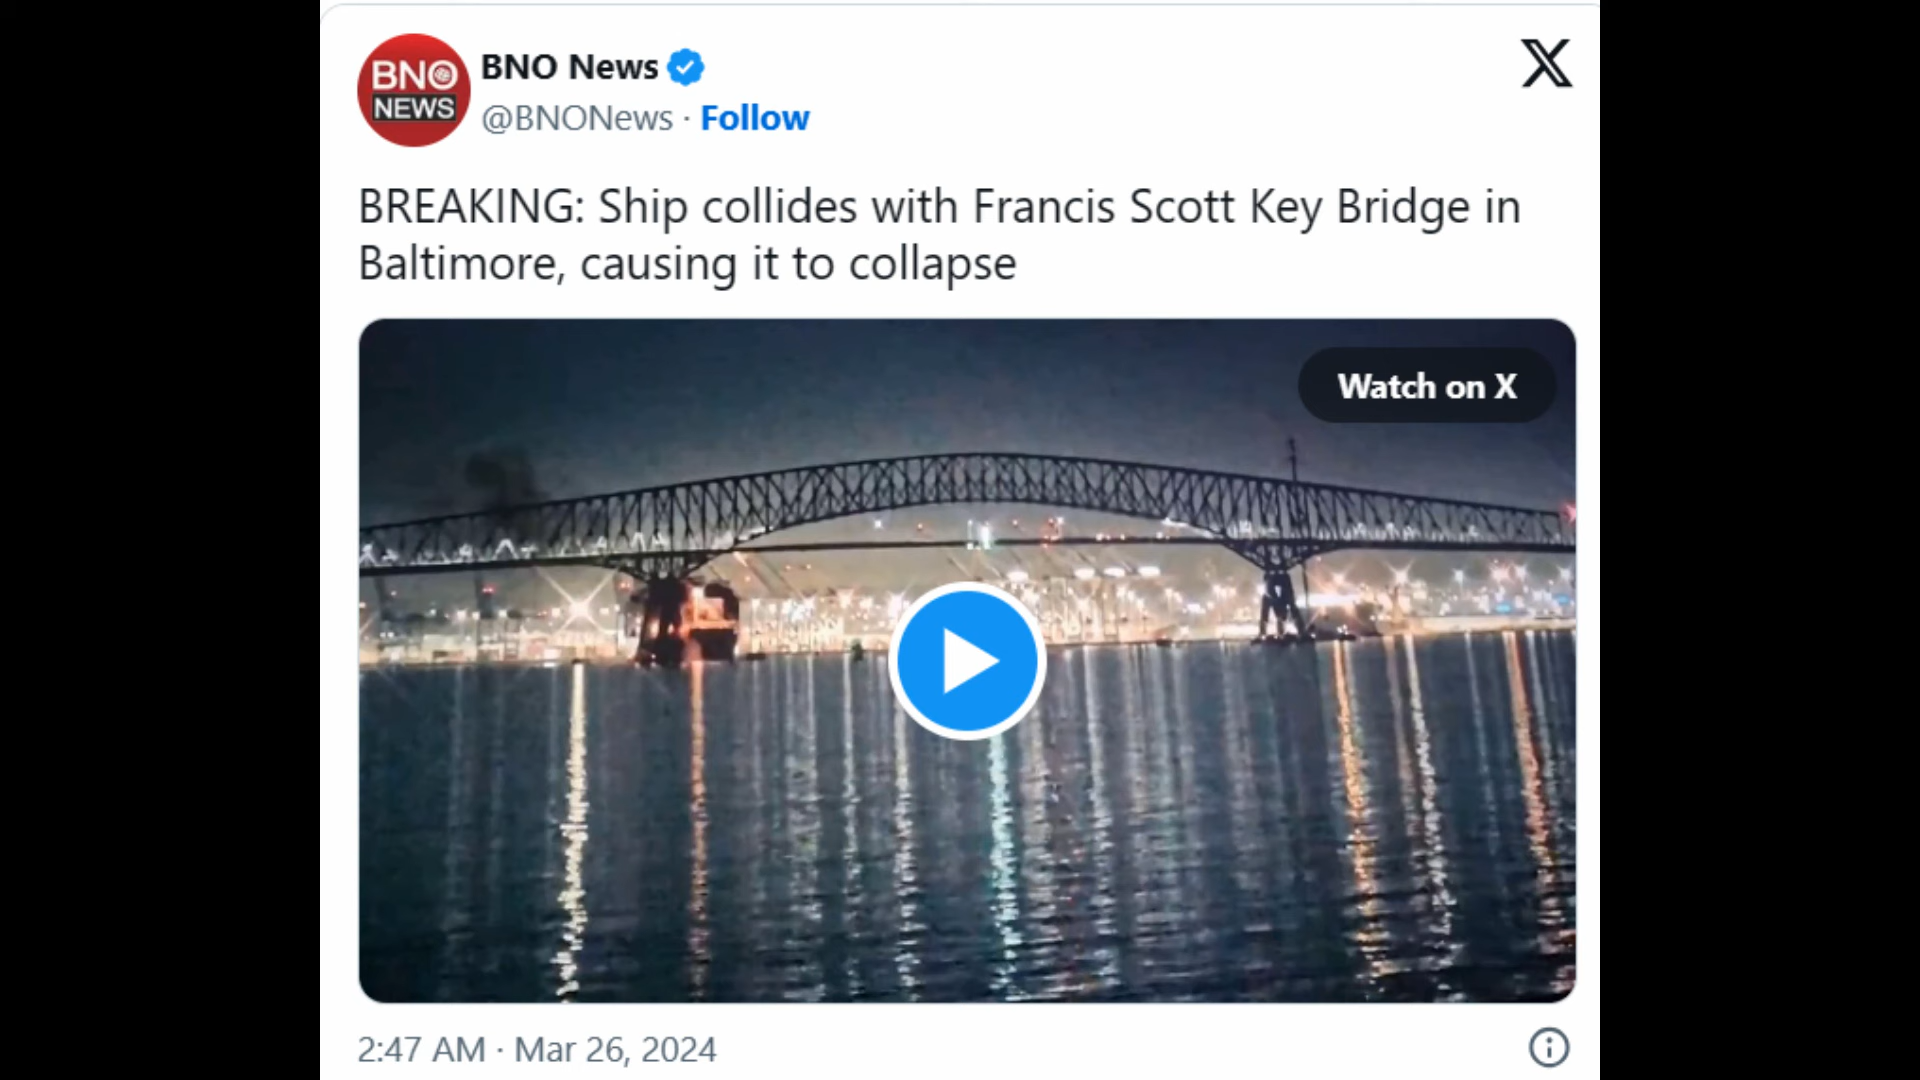 BNO
NEWS
BNO News
@BNONews · Follow
X
BREAKING: Ship collides with Francis Scott Key Bridge in
Baltimore, causing it to collapse
Watch on X
2:47 AM · Mar 26, 2024